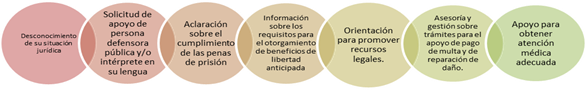 Desconocimiento
de su situación
jurídica
Solicitud de
apoyo de
persona
defensora
pública y/o
intérprete en
su lengua
Aclaración
sobre el
cumplimiento
de las penas
de prisión
Información
sobre los
requisitos para
el otorgamiento
de beneficios de
libertad
anticipada
Orientación
para promover
recursos
legales.
Asesoría y
gestión sobre
trámites para el
apoyo de pago
de multa y de
reparación de
daño.
Apoyo para
obtener
atención
médica
adecuada